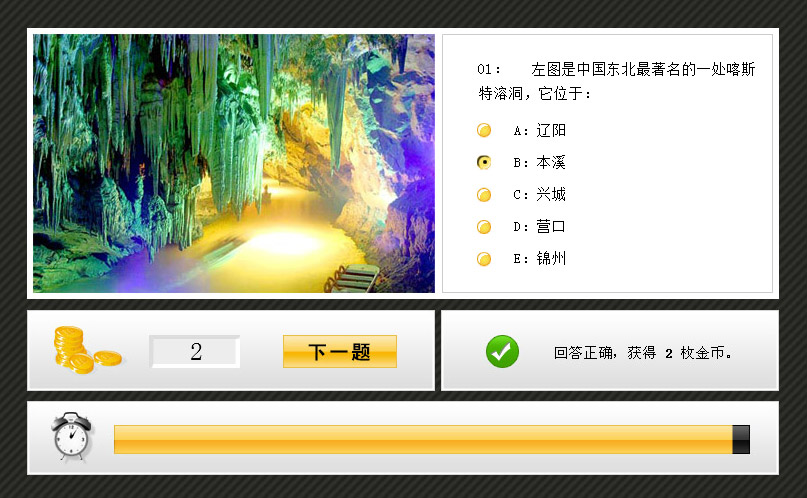 01： 左图是中国东北最著名的一处喀斯
特溶洞，它位于：
A：辽阳
B：本溪
C：兴城
D：营口
E：锦州
2
下一题
回答正确，获得 2 枚金币。